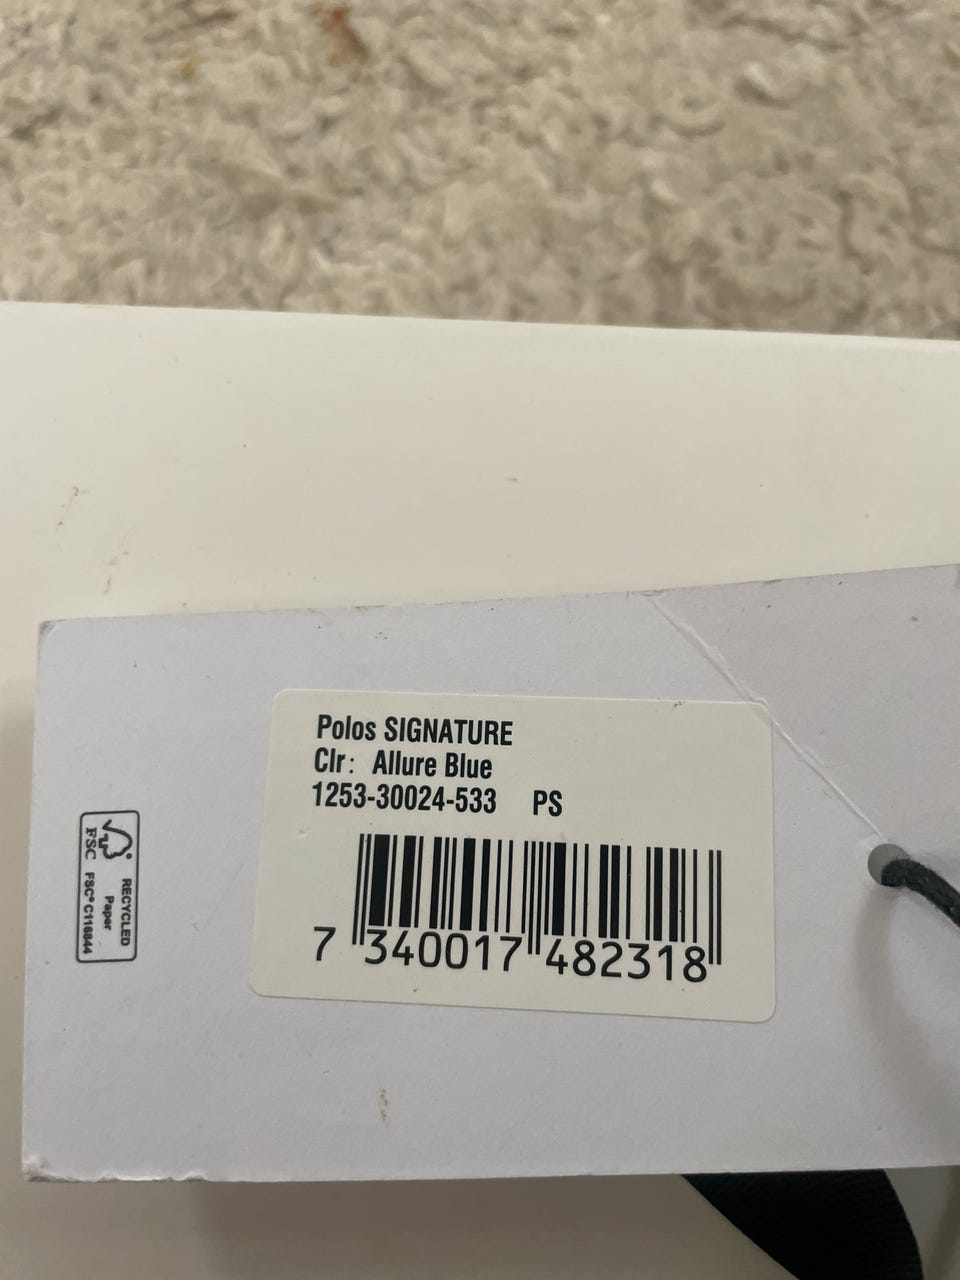 Polos SIGNATURE
Clr: Allure Blue
1253-30024-533 PS
7 340017 482318
FSC
RECYCLED
Paper
FSC® C116844